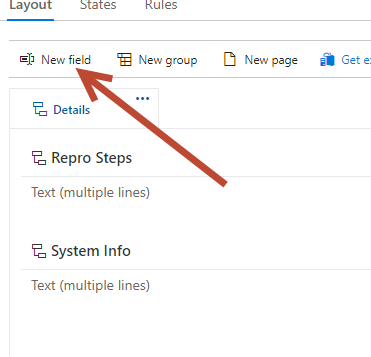 Layout States Rules
New field New group New page Get ex
Details
Repro Steps
Text (multiple lines)
System Info
Text (multiple lines)